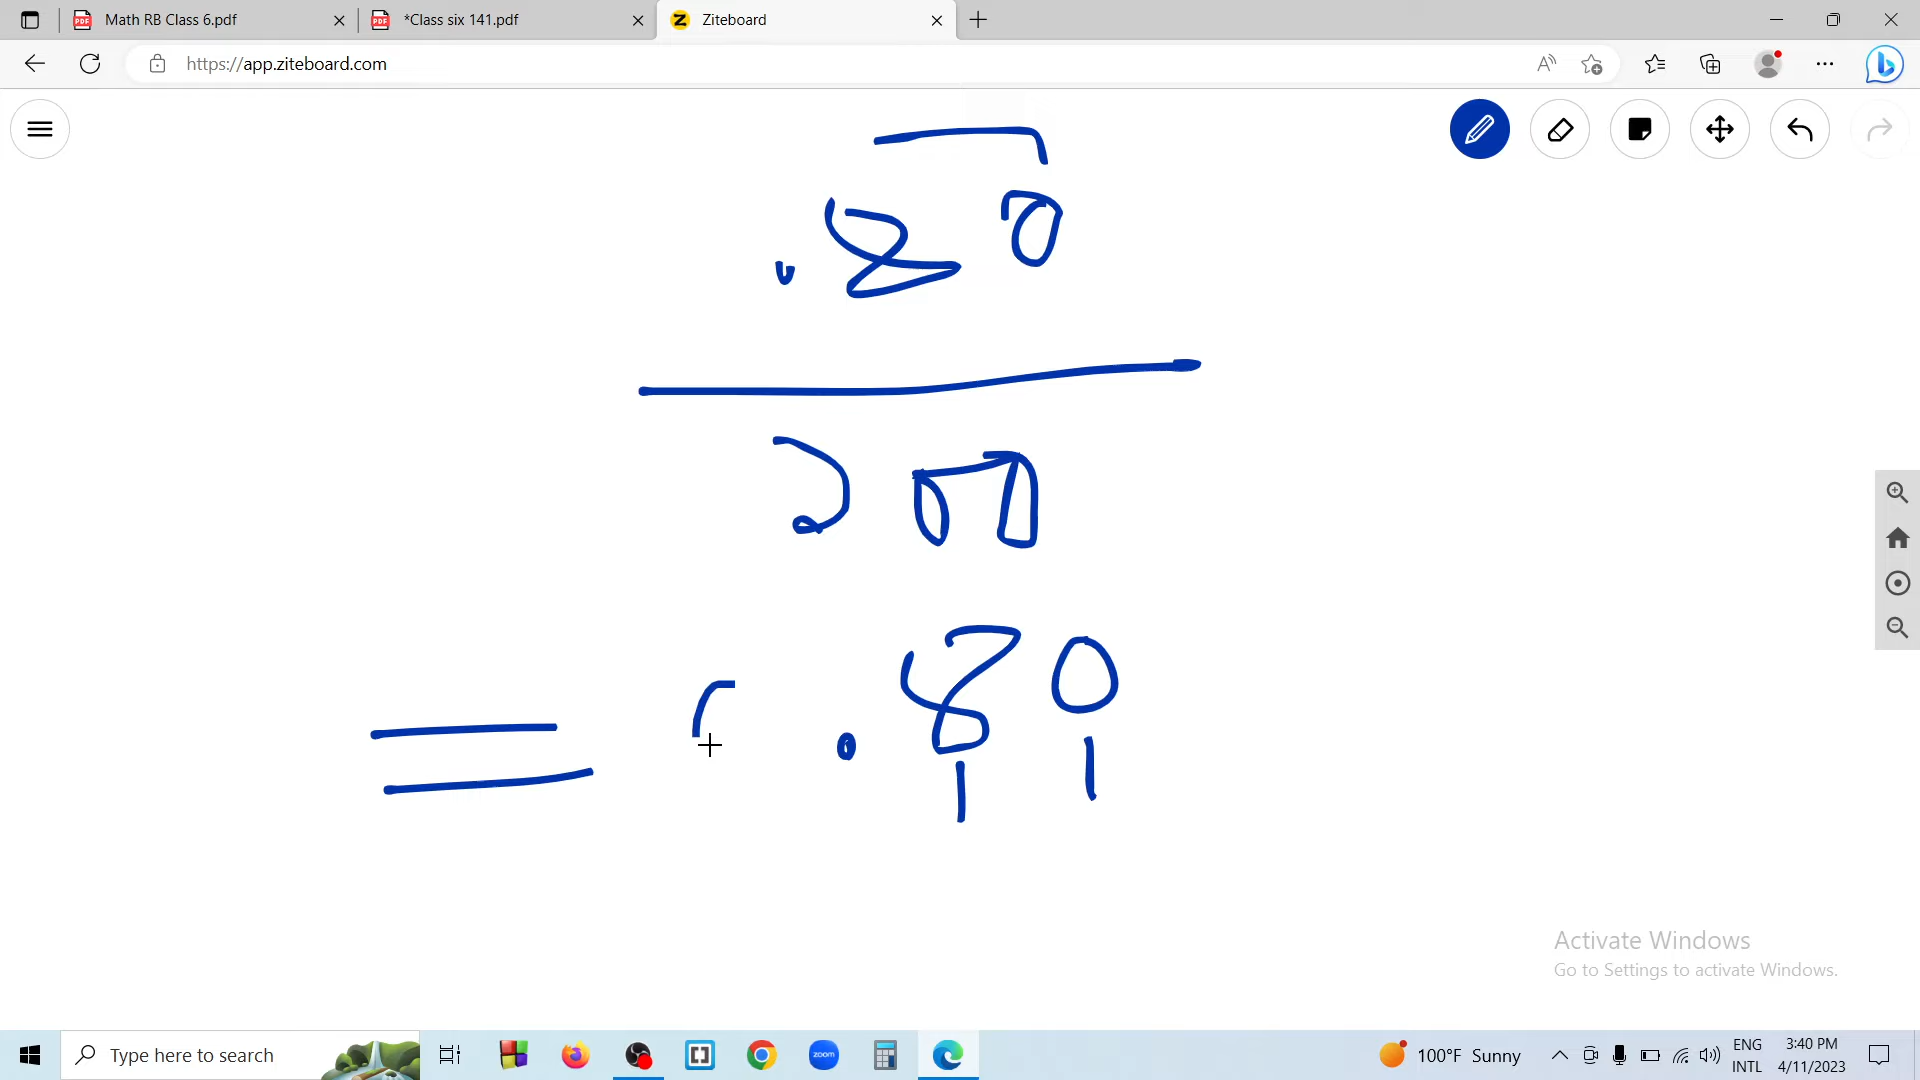 Math RB Class 6.pdf
*Class six 141.pdf
Ziteboard
https://app.ziteboard.com
.৪০
১০০
= .৪০
Activate Windows
Go to Settings to activate Windows.
Type here to search
zoom
100°F Sunny
ENG
INTL
3:40 PM
4/11/2023